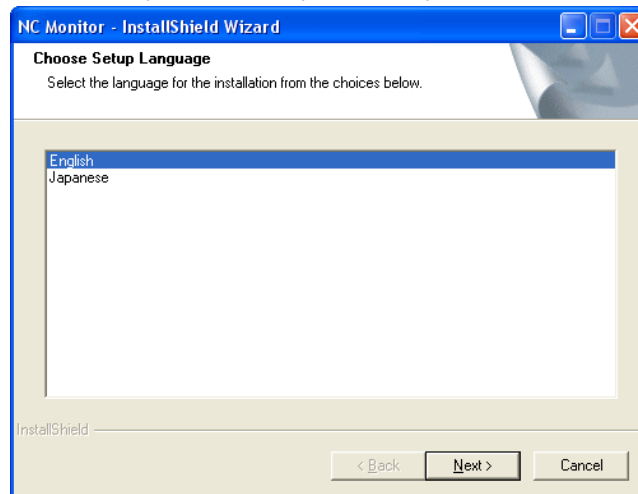 NC Monitor - InstallShield Wizard
Choose Setup Language
Select the language for the installation from the choices below.
English
Japanese
InstallShield
< Back
Next >
Cancel